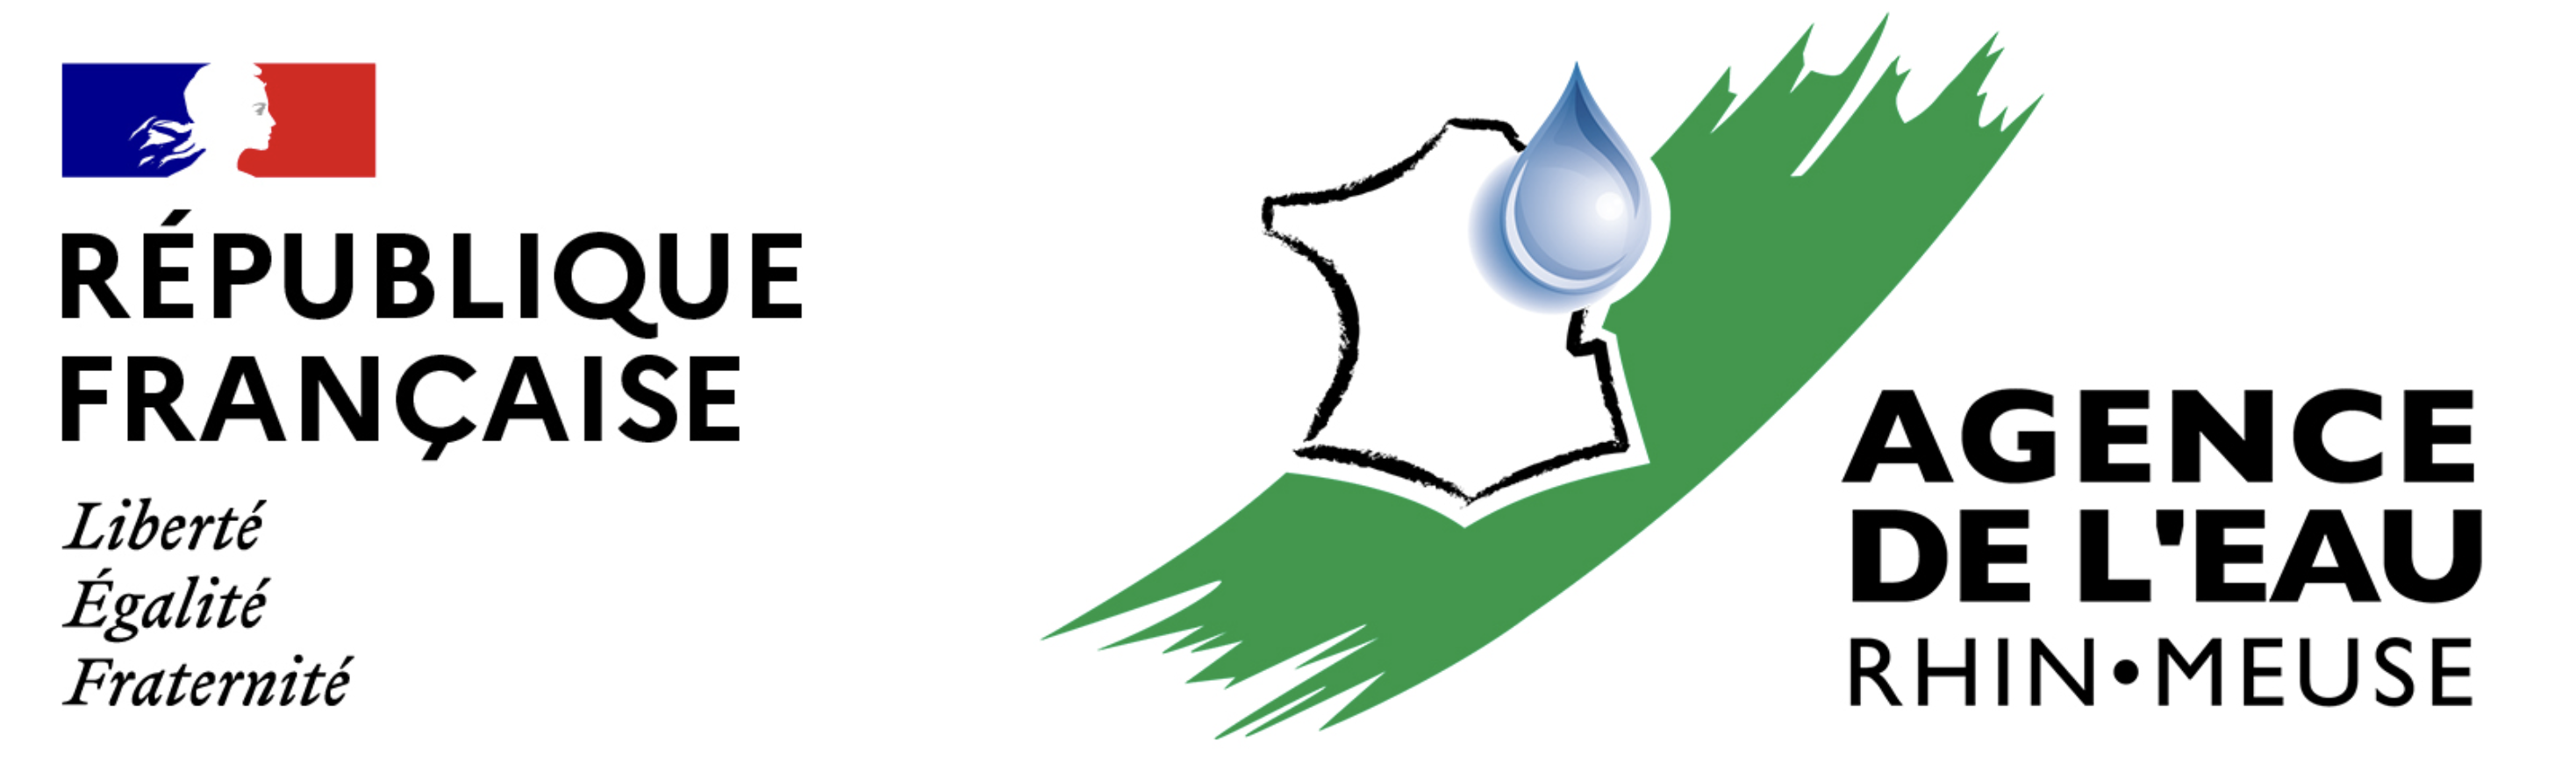 RÉPUBLIQUE
FRANÇAISE
Liberté
Égalité
Fraternité
AGENCE
DE L'EAU
RHIN•MEUSE